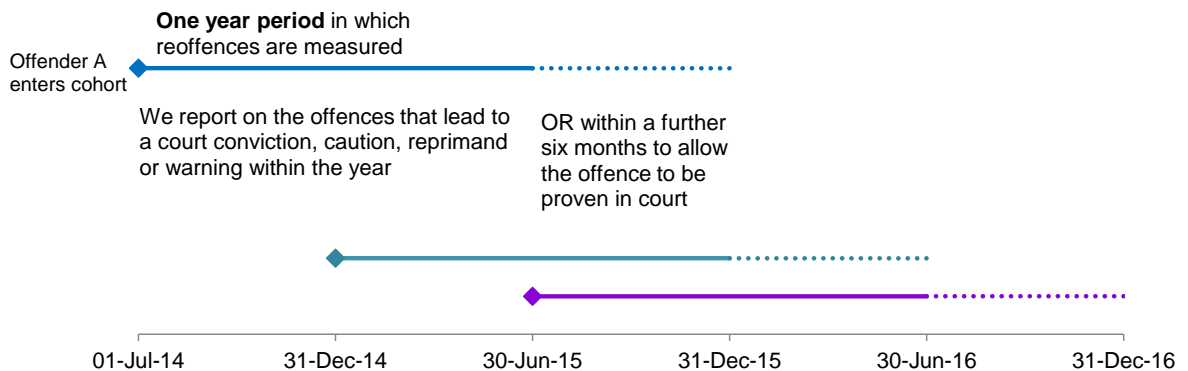 One year period in which
reoffences are measured
Offender A
enters cohort
We report on the offences that lead to
a court conviction, caution, reprimand
or warning within the year
OR within a further
six months to allow
the offence to be
proven in court
01-Jul-14
31-Dec-14
30-Jun-15
31-Dec-15
30-Jun-16
31-Dec-16